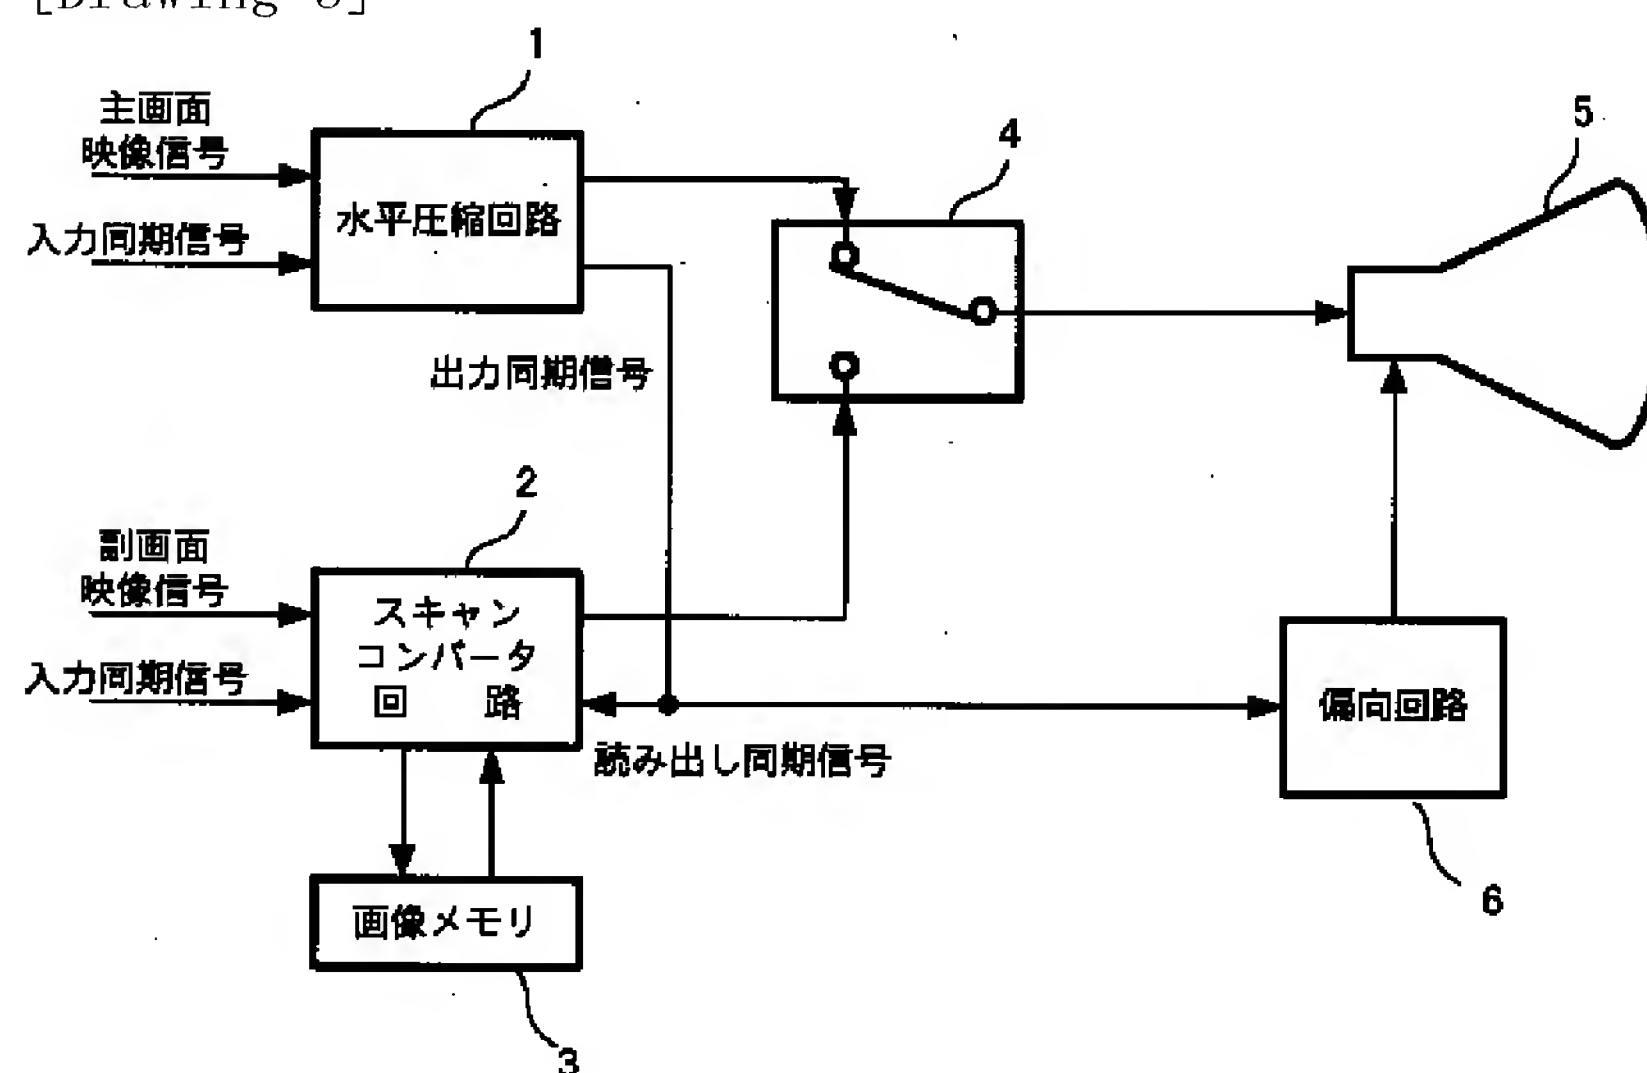 1
主画面
映像信号
入力同期信号
水平圧縮回路
4
5
出力同期信号
2
副画面
映像信号
入力同期信号
スキャン
コンバータ
回 路
読み出し同期信号
偏向回路
6
画像メモリ
3